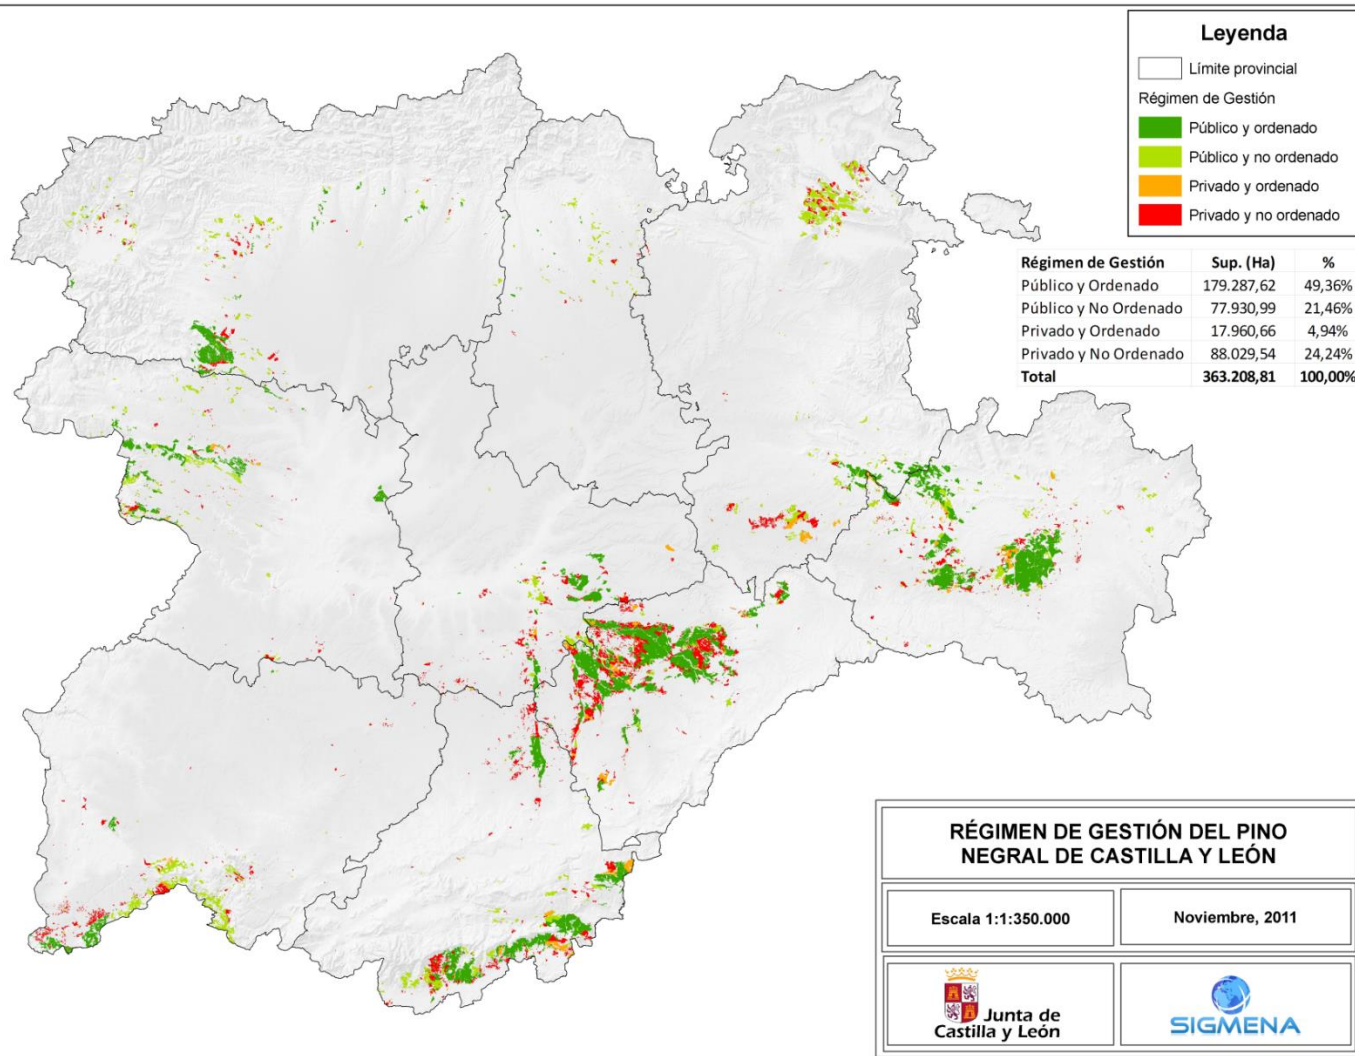 Leyenda
Límite provincial
Régimen de Gestión
Público y ordenado
Público y no ordenado
Privado y ordenado
Privado y no ordenado
Régimen de Gestión Sup. (Ha) %
Público y Ordenado 179.287,62 49,36%
Público y No Ordenado 77.930,99 21,46%
Privado y Ordenado 17.960,66 4,94%
Privado y No Ordenado 88.029,54 24,24%
Total 363.208,81 100,00%
RÉGIMEN DE GESTIÓN DEL PINO
NEGRAL DE CASTILLA Y LEÓN
Escala 1:1:350.000
Noviembre, 2011
Junta de
Castilla y León
SIGMENA